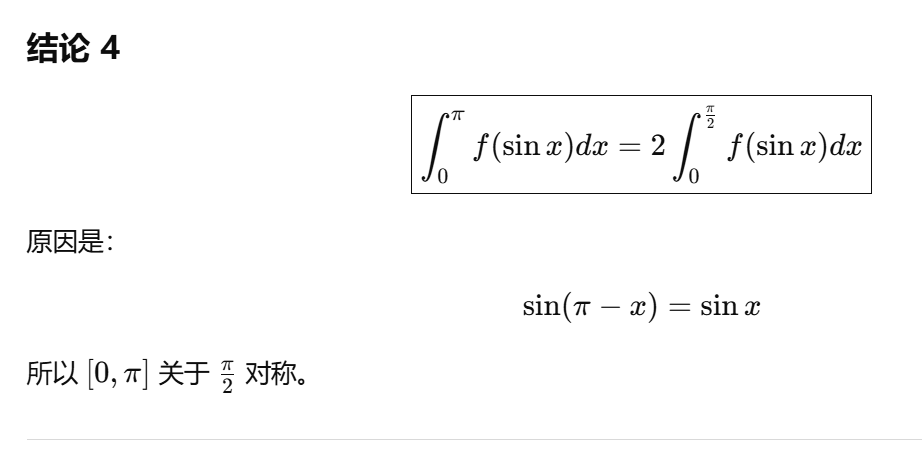 结论 4
∫₀^π f(sin x)dx = 2 ∫₀^{π/2} f(sin x)dx
原因是：
sin(π − x) = sin x
所以 [0, π] 关于 π/2 对称。